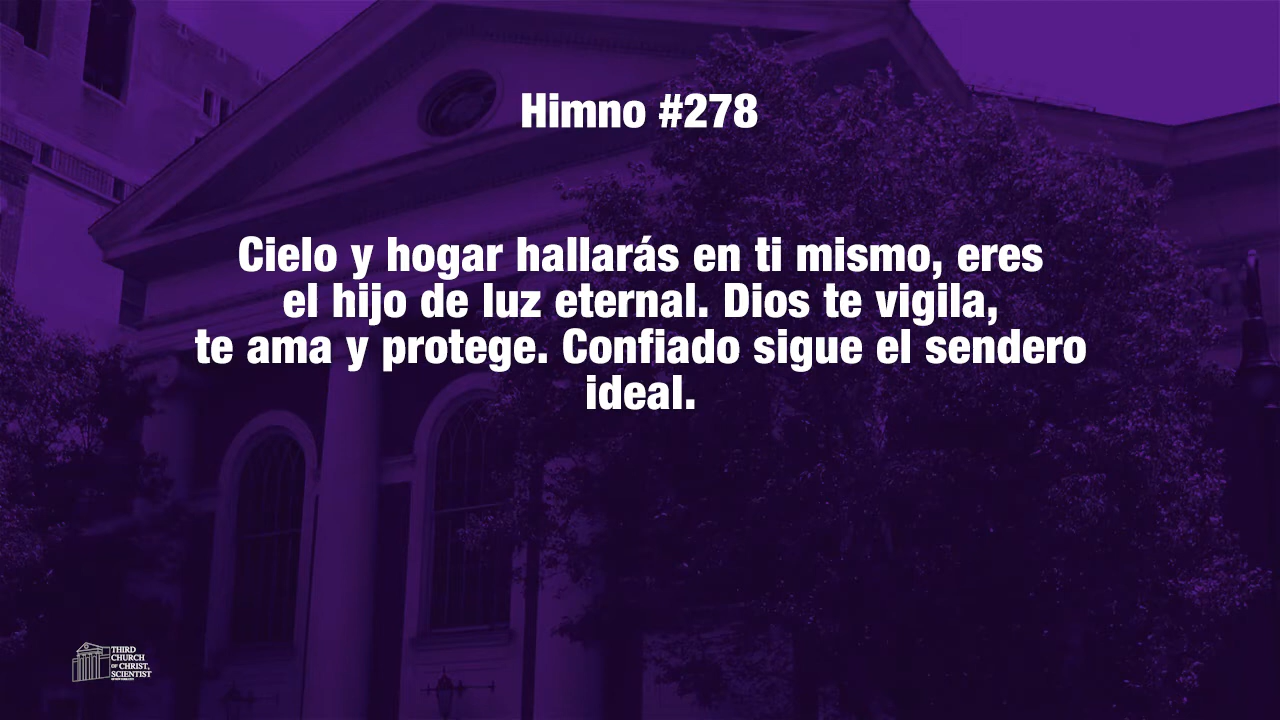 Himno #278
Cielo y hogar hallarás en ti mismo, eres
el hijo de luz eternal. Dios te vigila,
te ama y protege. Confiado sigue el sendero
ideal.
THIRD
CHURCH
OF CHRIST,
SCIENTIST